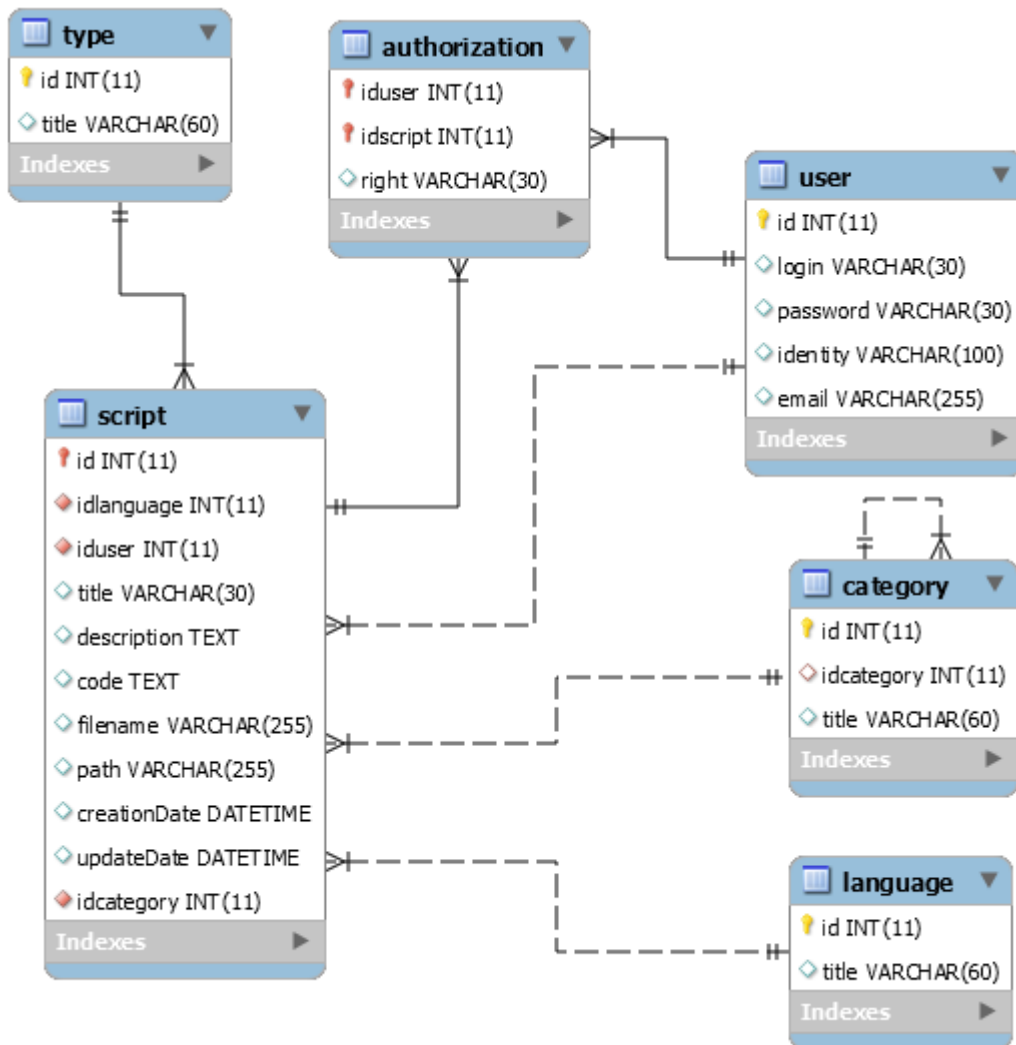 type
id INT(11)
title VARCHAR(60)
Indexes
authorization
iduser INT(11)
idscript INT(11)
right VARCHAR(30)
Indexes
user
id INT(11)
login VARCHAR(30)
password VARCHAR(30)
identity VARCHAR(100)
email VARCHAR(255)
Indexes
script
id INT(11)
idlanguage INT(11)
iduser INT(11)
title VARCHAR(30)
description TEXT
code TEXT
filename VARCHAR(255)
path VARCHAR(255)
creationDate DATETIME
updateDate DATETIME
idcategory INT(11)
Indexes
category
id INT(11)
idcategory INT(11)
title VARCHAR(60)
Indexes
language
id INT(11)
title VARCHAR(60)
Indexes